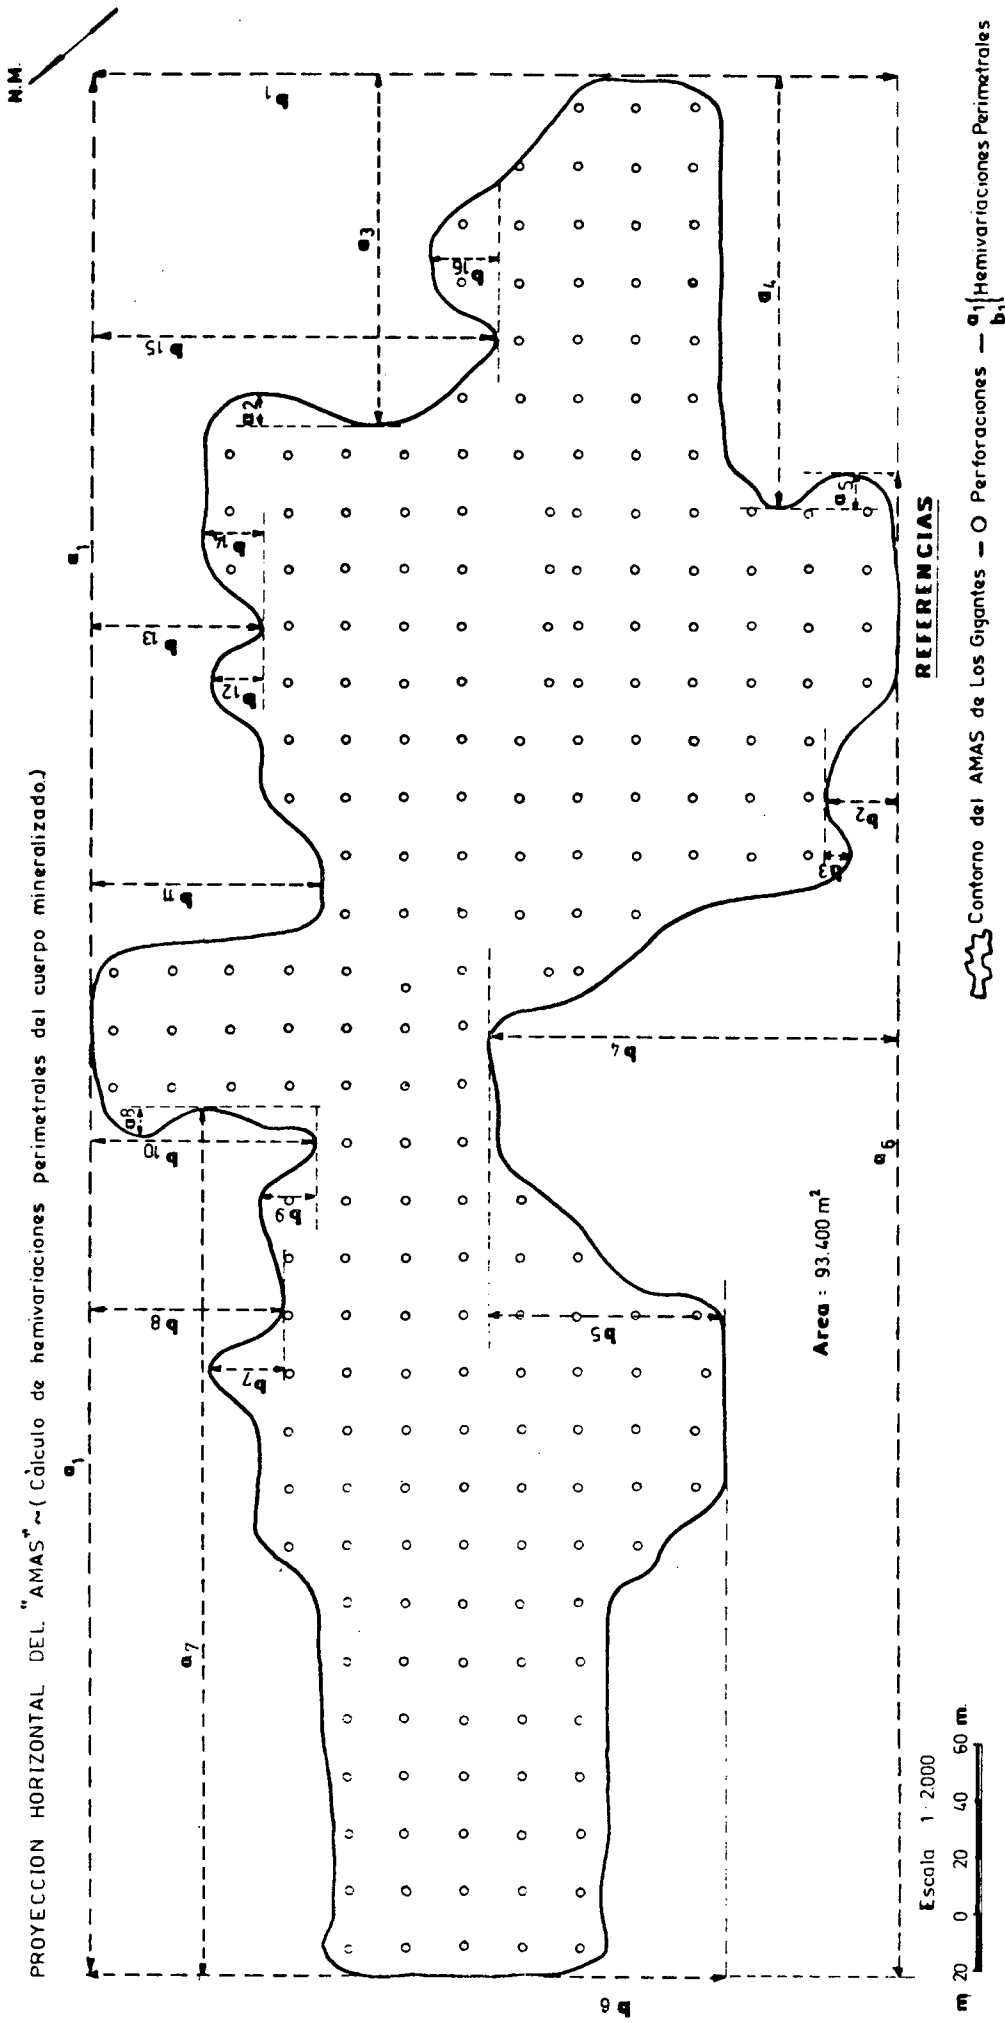 N.M.
PROYECCION HORIZONTAL DEL "AMAS" ~ ( Cálculo de hemivariaciones perimetrales del cuerpo mineralizado.)
a1
a1
b1
b10
b11
b13
b15
b8
a8
b12
b14
a2
a3
b7
b9
b16
a7
b4
b5
a4
a5
b3
b2
b6
a6
Area = 93.400 m²
Escala 1:2.000
m 20 0 20 40 60 m.
REFERENCIAS
Contorno del AMAS de Los Gigantes — O Perforaciones — a1 b1 { Hemivariaciones Perimetrales